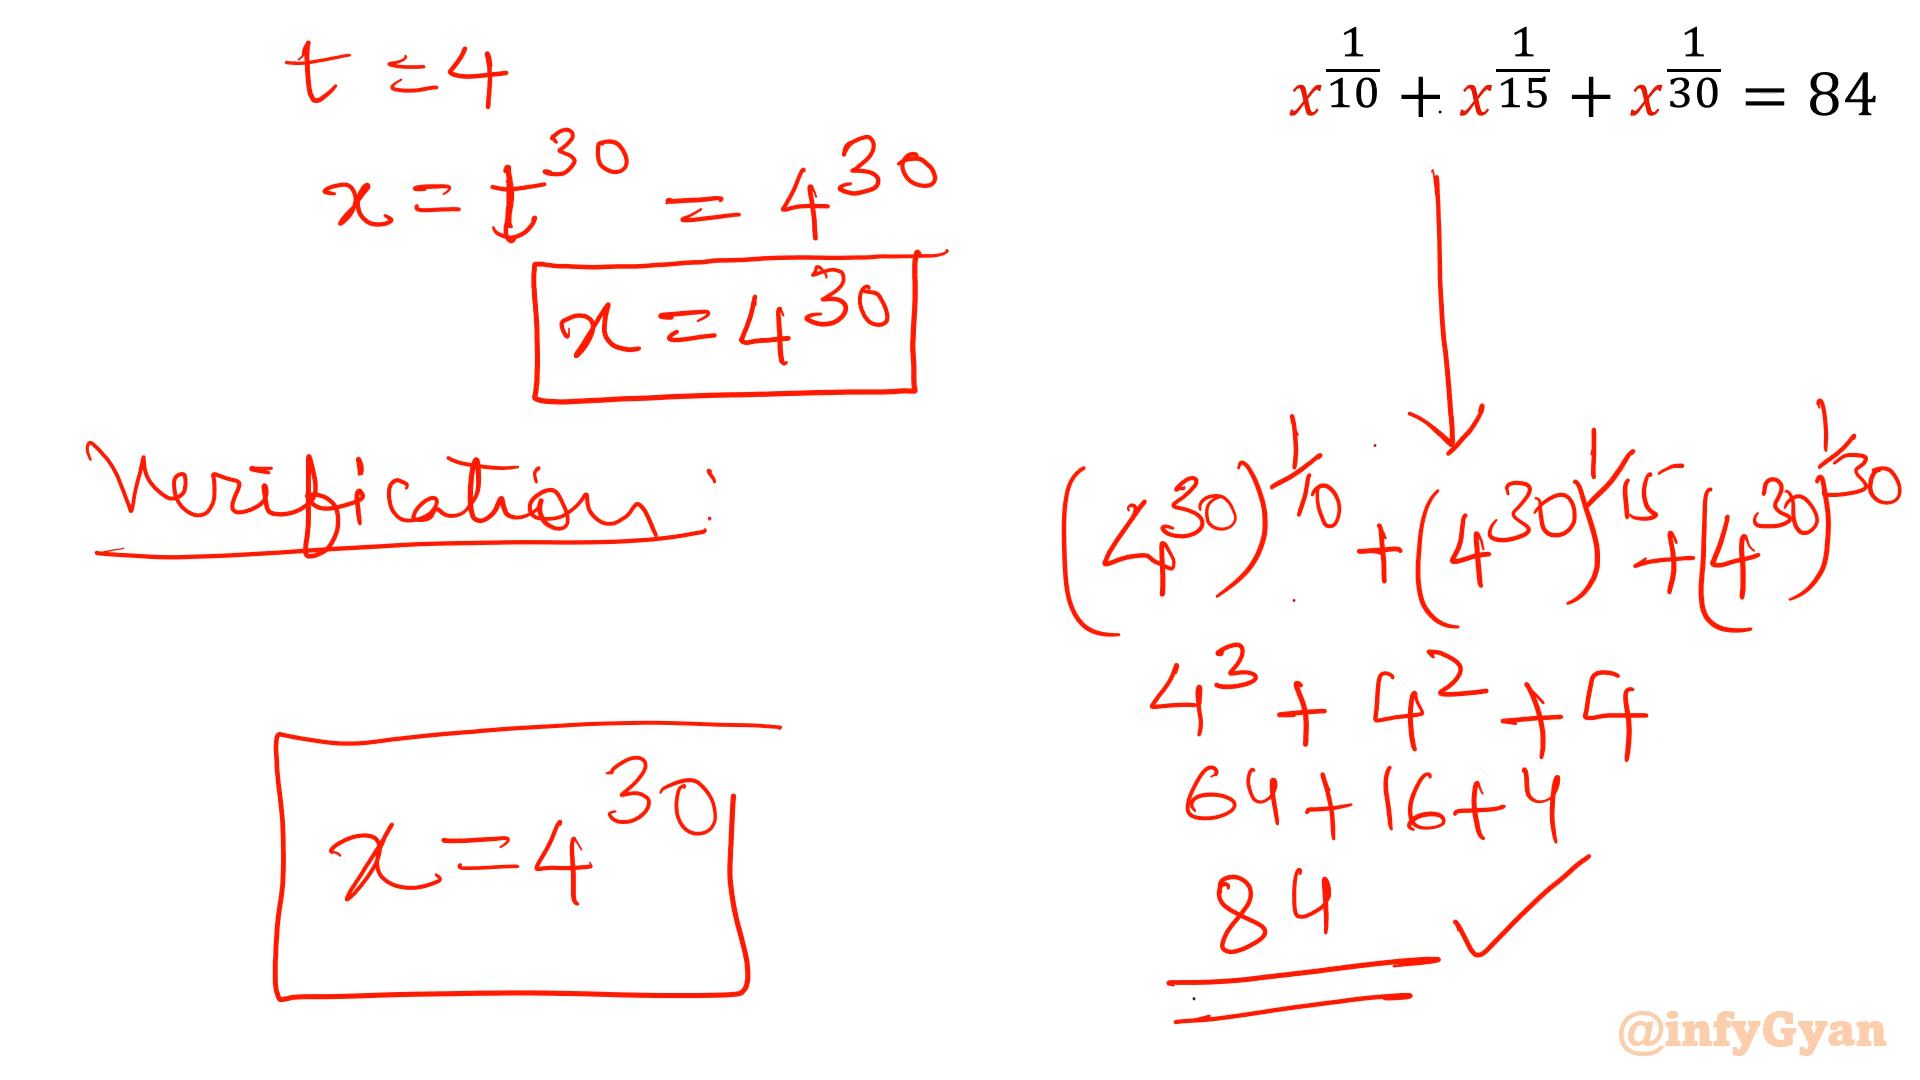 t = 4
x = t^30 = 4^30
x = 4^30
Verification :
x = 4^30
x^(1/10) + x^(1/15) + x^(1/30) = 84
(4^30)^(1/10) + (4^30)^(1/15) + (4^30)^(1/30)
4^3 + 4^2 + 4
64 + 16 + 4
84 ✓
@infyGyan